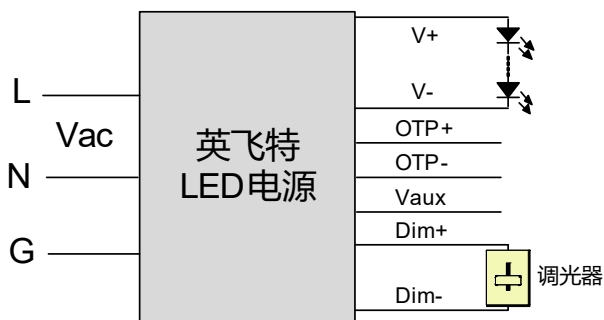 L
Vac
N
G
英飞特
LED电源
V+
V-
OTP+
OTP-
Vaux
Dim+
Dim-
调光器